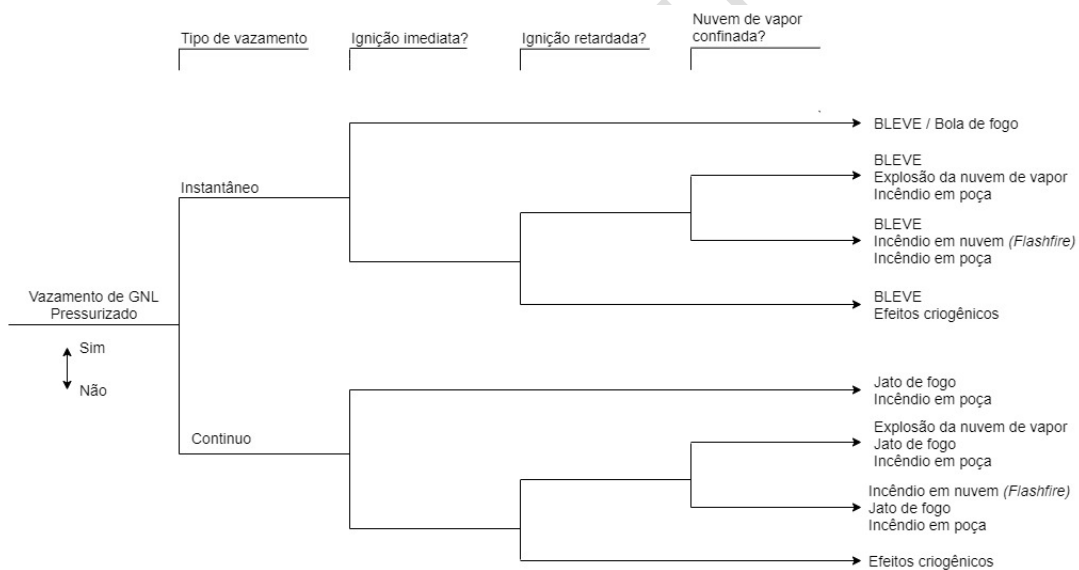 Tipo de vazamento
Ignição imediata?
Ignição retardada?
Nuvem de vapor
confinada?
BLEVE / Bola de fogo
BLEVE
Explosão da nuvem de vapor
Incêndio em poça
Instantâneo
BLEVE
Incêndio em nuvem (Flashfire)
Incêndio em poça
BLEVE
Efeitos criogênicos
Vazamento de GNL
Pressurizado
Sim
Não
Jato de fogo
Incêndio em poça
Continuo
Explosão da nuvem de vapor
Jato de fogo
Incêndio em poça
Incêndio em nuvem (Flashfire)
Jato de fogo
Incêndio em poça
Efeitos criogênicos